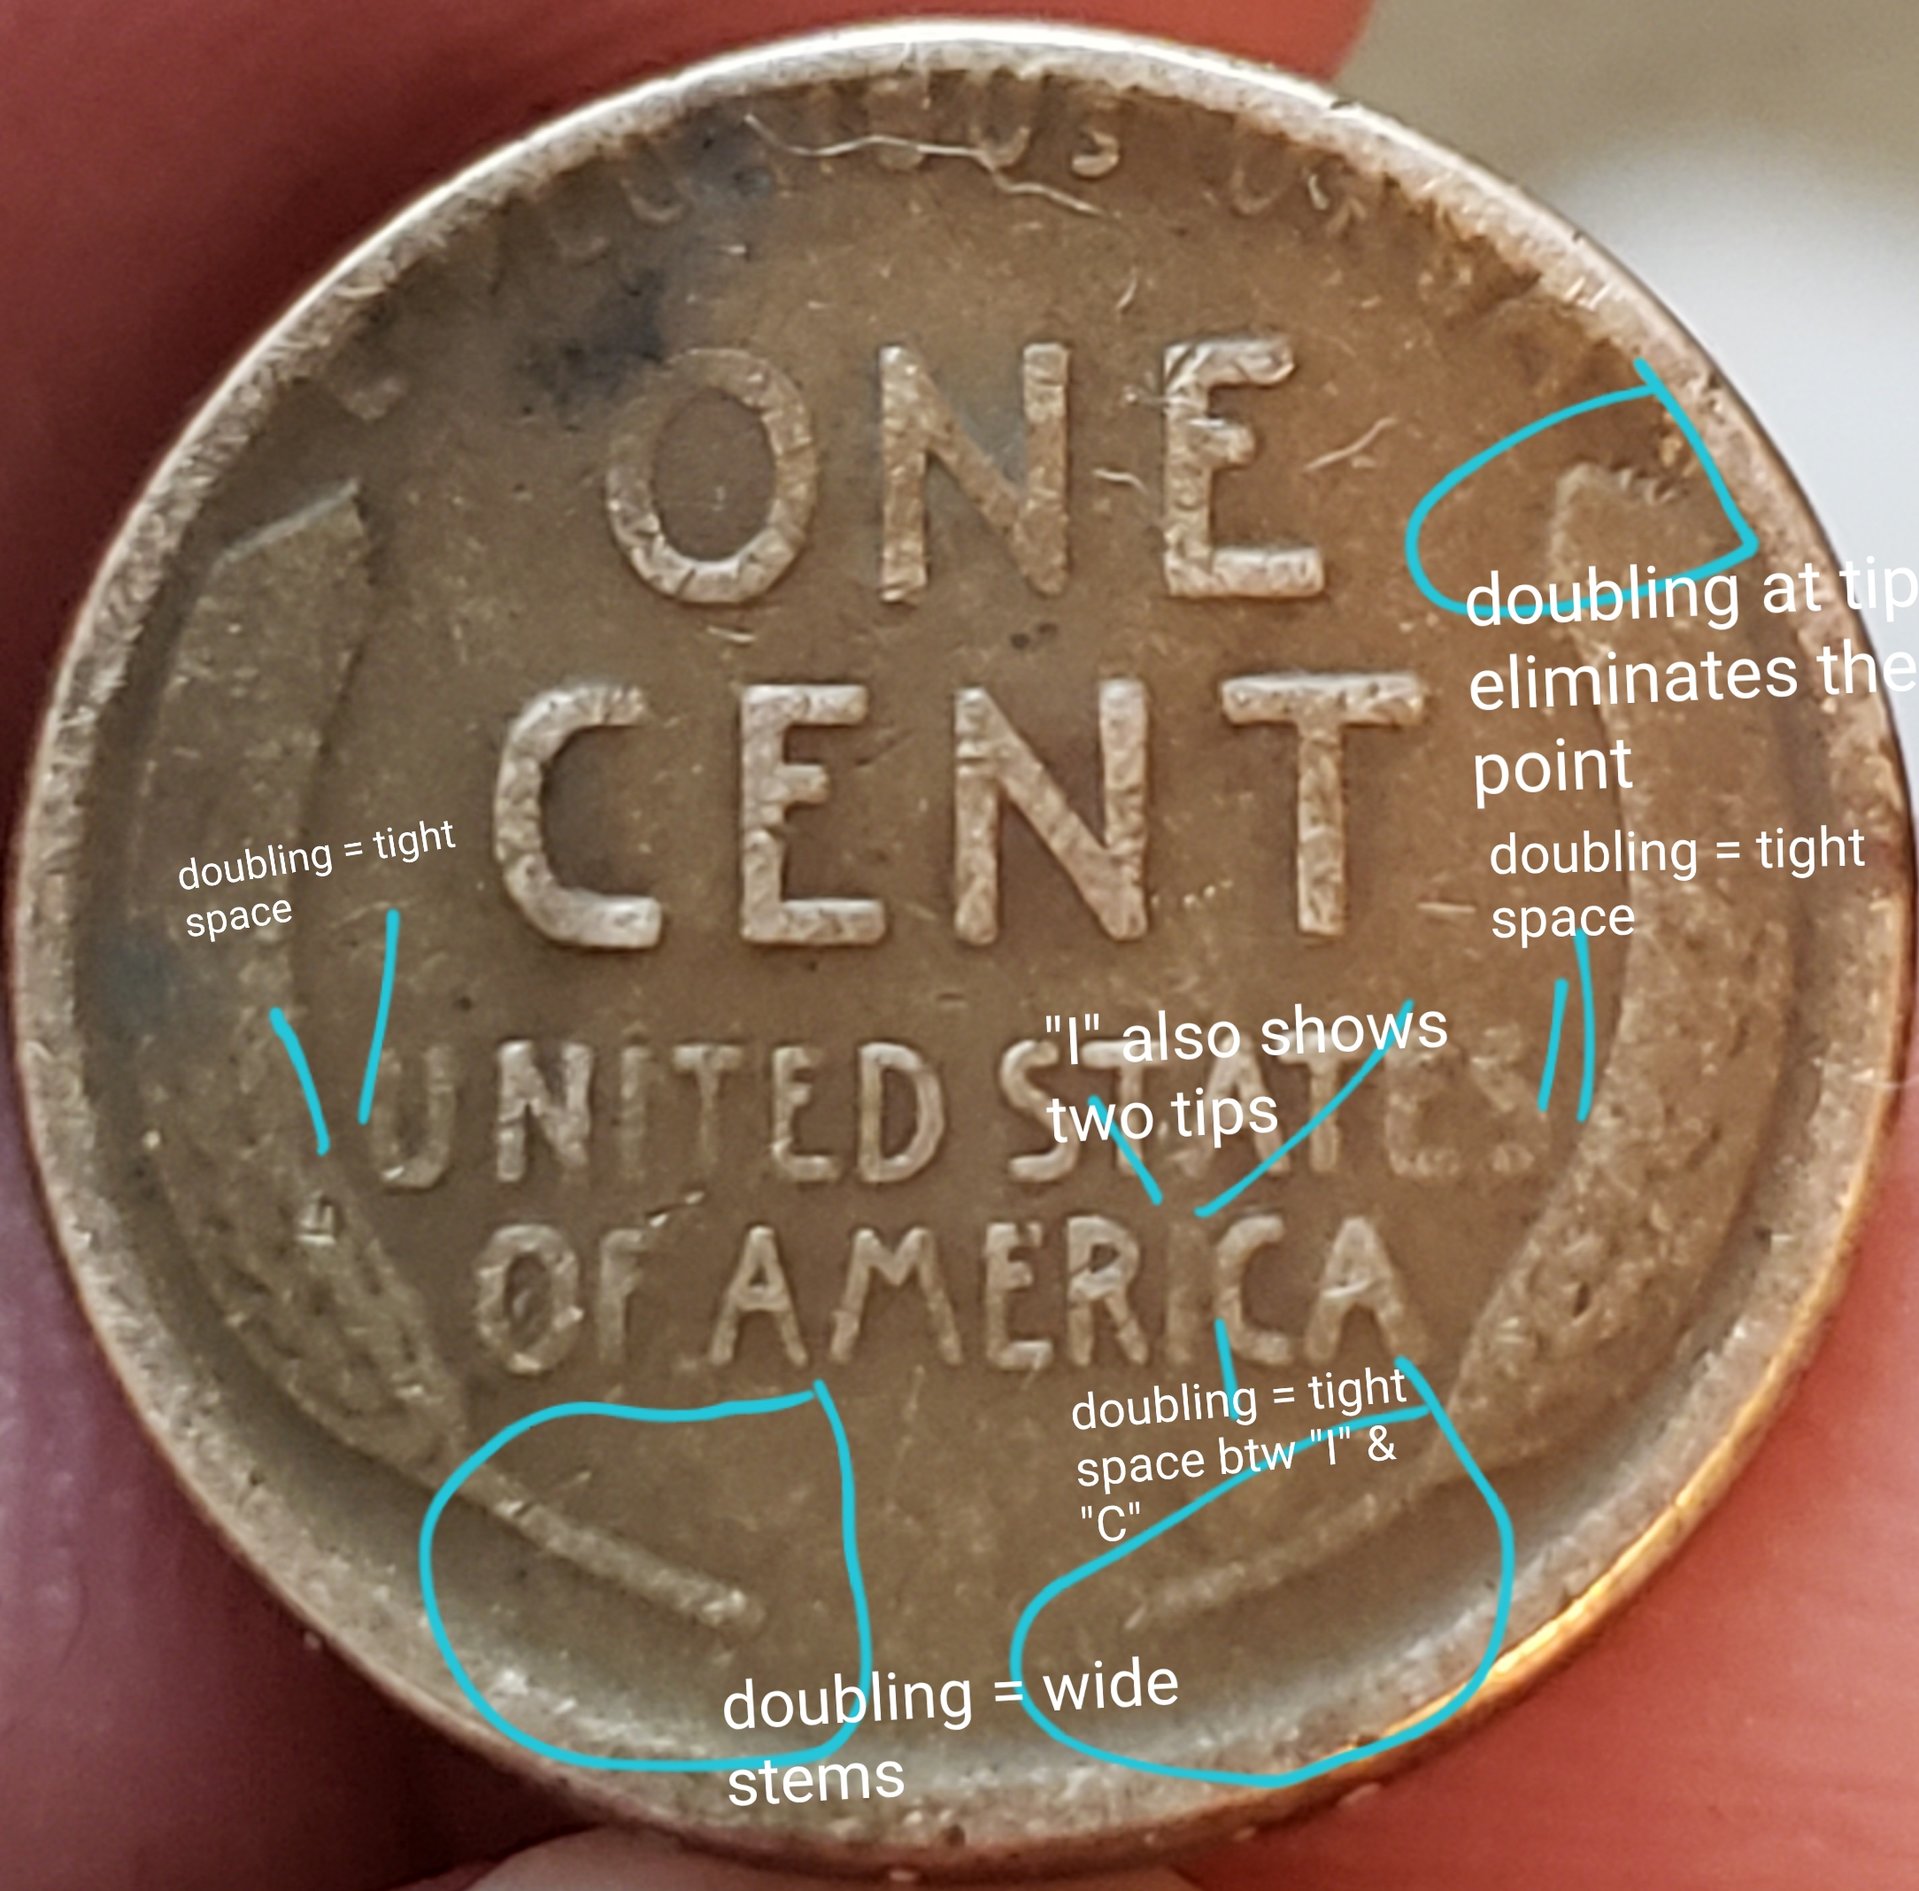 ONE
doubling at tip
eliminates the
point
CENT
doubling = tight
space
doubling = tight
space
"I" also shows
two tips
UNITED STATES
OF AMERICA
doubling = tight
space btw "I" &
"C"
doubling = wide
stems